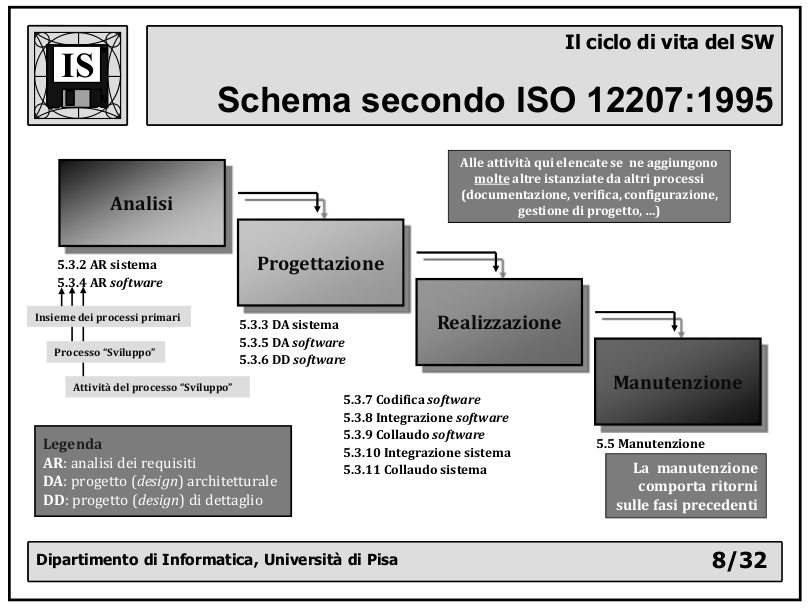 IS
Il ciclo di vita del SW
Schema secondo ISO 12207:1995
Alle attività qui elencate se ne aggiungono
molte altre istanziate da altri processi
(documentazione, verifica, configurazione,
gestione di progetto, …)
Analisi
5.3.2 AR sistema
5.3.4 AR software
Insieme dei processi primari
Processo “Sviluppo”
Attività del processo “Sviluppo”
Progettazione
5.3.3 DA sistema
5.3.5 DA software
5.3.6 DD software
Realizzazione
5.3.7 Codifica software
5.3.8 Integrazione software
5.3.9 Collaudo software
5.3.10 Integrazione sistema
5.3.11 Collaudo sistema
Manutenzione
5.5 Manutenzione
La manutenzione
comporta ritorni
sulle fasi precedenti
Legenda
AR: analisi dei requisiti
DA: progetto (design) architetturale
DD: progetto (design) di dettaglio
Dipartimento di Informatica, Università di Pisa
8/32